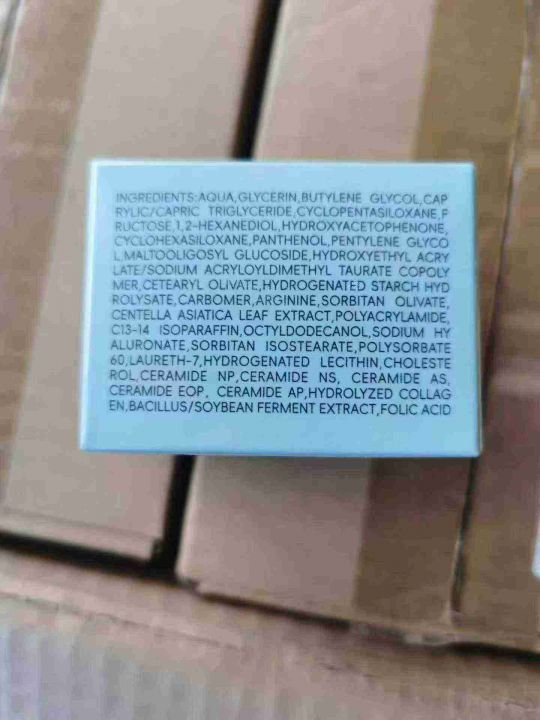 INGREDIENTS:AQUA,GLYCERIN,BUTYLENE GLYCOL,CAP
RYLIC/CAPRIC TRIGLYCERIDE,CYCLOPENTASILOXANE,F
RUCTOSE,1,2-HEXANEDIOL,HYDROXYACETOPHENONE,
CYCLOHEXASILOXANE,PANTHENOL,PENTYLENE GLYCO
L,MALTOOLIGOSYL GLUCOSIDE,HYDROXYETHYL ACRY
LATE/SODIUM ACRYLOYLDIMETHYL TAURATE COPOLY
MER,CETEARYL OLIVATE,HYDROGENATED STARCH HYD
ROLYSATE,CARBOMER,ARGININE,SORBITAN OLIVATE,
CENTELLA ASIATICA LEAF EXTRACT,POLYACRYLAMIDE,
C13-14 ISOPARAFFIN,OCTYLDODECANOL,SODIUM HY
ALURONATE,SORBITAN ISOSTEARATE,POLYSORBATE
60,LAURETH-7,HYDROGENATED LECITHIN,CHOLESTE
ROL,CERAMIDE NP,CERAMIDE NS, CERAMIDE AS,
CERAMIDE EOP, CERAMIDE AP,HYDROLYZED COLLAG
EN,BACILLUS/SOYBEAN FERMENT EXTRACT,FOLIC ACID